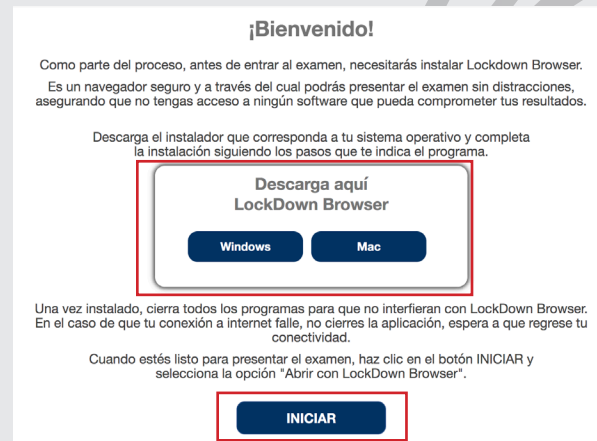 ¡Bienvenido!
Como parte del proceso, antes de entrar al examen, necesitarás instalar Lockdown Browser.
Es un navegador seguro y a través del cual podrás presentar el examen sin distracciones,
asegurando que no tengas acceso a ningún software que pueda comprometer tus resultados.
Descarga el instalador que corresponda a tu sistema operativo y completa
la instalación siguiendo los pasos que te indica el programa.
Descarga aquí
LockDown Browser
Windows Mac
Una vez instalado, cierra todos los programas para que no interfieran con LockDown Browser.
En el caso de que tu conexión a internet falle, no cierres la aplicación, espera a que regrese tu
conectividad.
Cuando estés listo para presentar el examen, haz clic en el botón INICIAR y
selecciona la opción "Abrir con LockDown Browser".
INICIAR